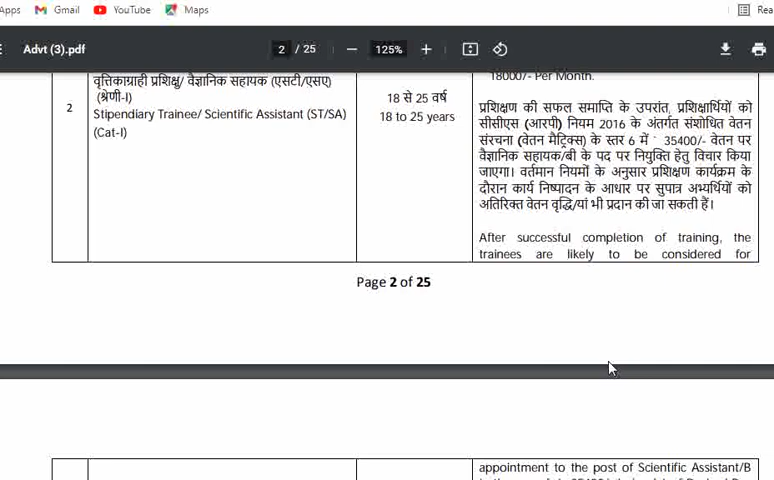 Apps Gmail YouTube Maps Rea
Advt (3).pdf 2 / 25 — 125% +
2
वृत्तिकाग्राही प्रशिक्षु/ वैज्ञानिक सहायक (एसटी/एसए)
(श्रेणी-I)
Stipendiary Trainee/ Scientific Assistant (ST/SA)
(Cat-I)
18 से 25 वर्ष
18 to 25 years
18000/- Per Month.
प्रशिक्षण की सफल समाप्ति के उपरांत, प्रशिक्षार्थियों को
सीसीएस (आरपी) नियम 2016 के अंतर्गत संशोधित वेतन
संरचना (वेतन मैट्रिक्स) के स्तर 6 में ` 35400/- वेतन पर
वैज्ञानिक सहायक/बी के पद पर नियुक्ति हेतु विचार किया
जाएगा। वर्तमान नियमों के अनुसार प्रशिक्षण कार्यक्रम के
दौरान कार्य निष्पादन के आधार पर सुपात्र अभ्यर्थियों को
अतिरिक्त वेतन वृद्धि/यां भी प्रदान की जा सकती हैं।
After successful completion of training, the
trainees are likely to be considered for
Page 2 of 25
appointment to the post of Scientific Assistant/B